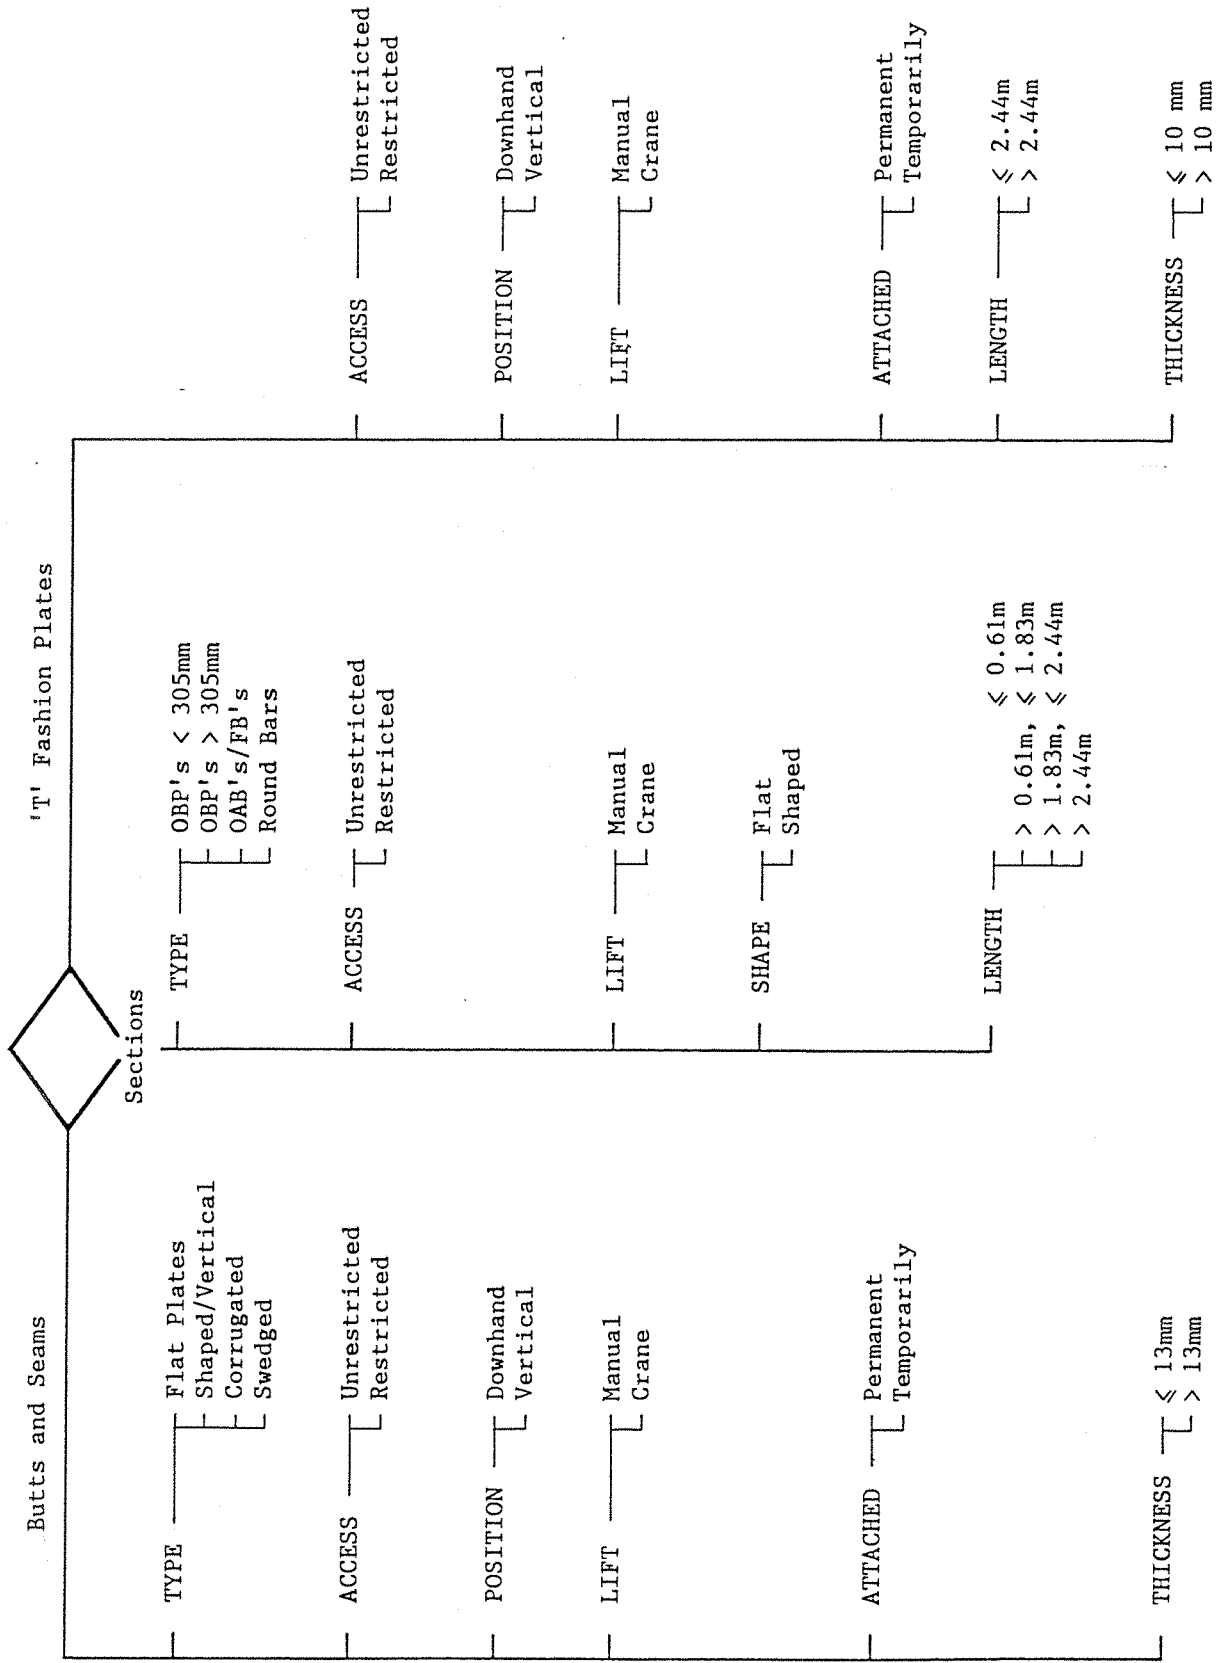 Butts and Seams
TYPE
Flat Plates
Shaped/Vertical
Corrugated
Swedged
ACCESS
Unrestricted
Restricted
POSITION
Downhand
Vertical
LIFT
Manual
Crane
ATTACHED
Permanent
Temporarily
THICKNESS
⩽ 13mm
> 13mm
Sections
TYPE
OBP's < 305mm
OBP's > 305mm
OAB's/FB's
Round Bars
ACCESS
Unrestricted
Restricted
LIFT
Manual
Crane
SHAPE
Flat
Shaped
LENGTH
⩽ 0.61m
> 0.61m, ⩽ 1.83m
> 1.83m, ⩽ 2.44m
> 2.44m
'T' Fashion Plates
ACCESS
Unrestricted
Restricted
POSITION
Downhand
Vertical
LIFT
Manual
Crane
ATTACHED
Permanent
Temporarily
LENGTH
⩽ 2.44m
> 2.44m
THICKNESS
⩽ 10 mm
> 10 mm